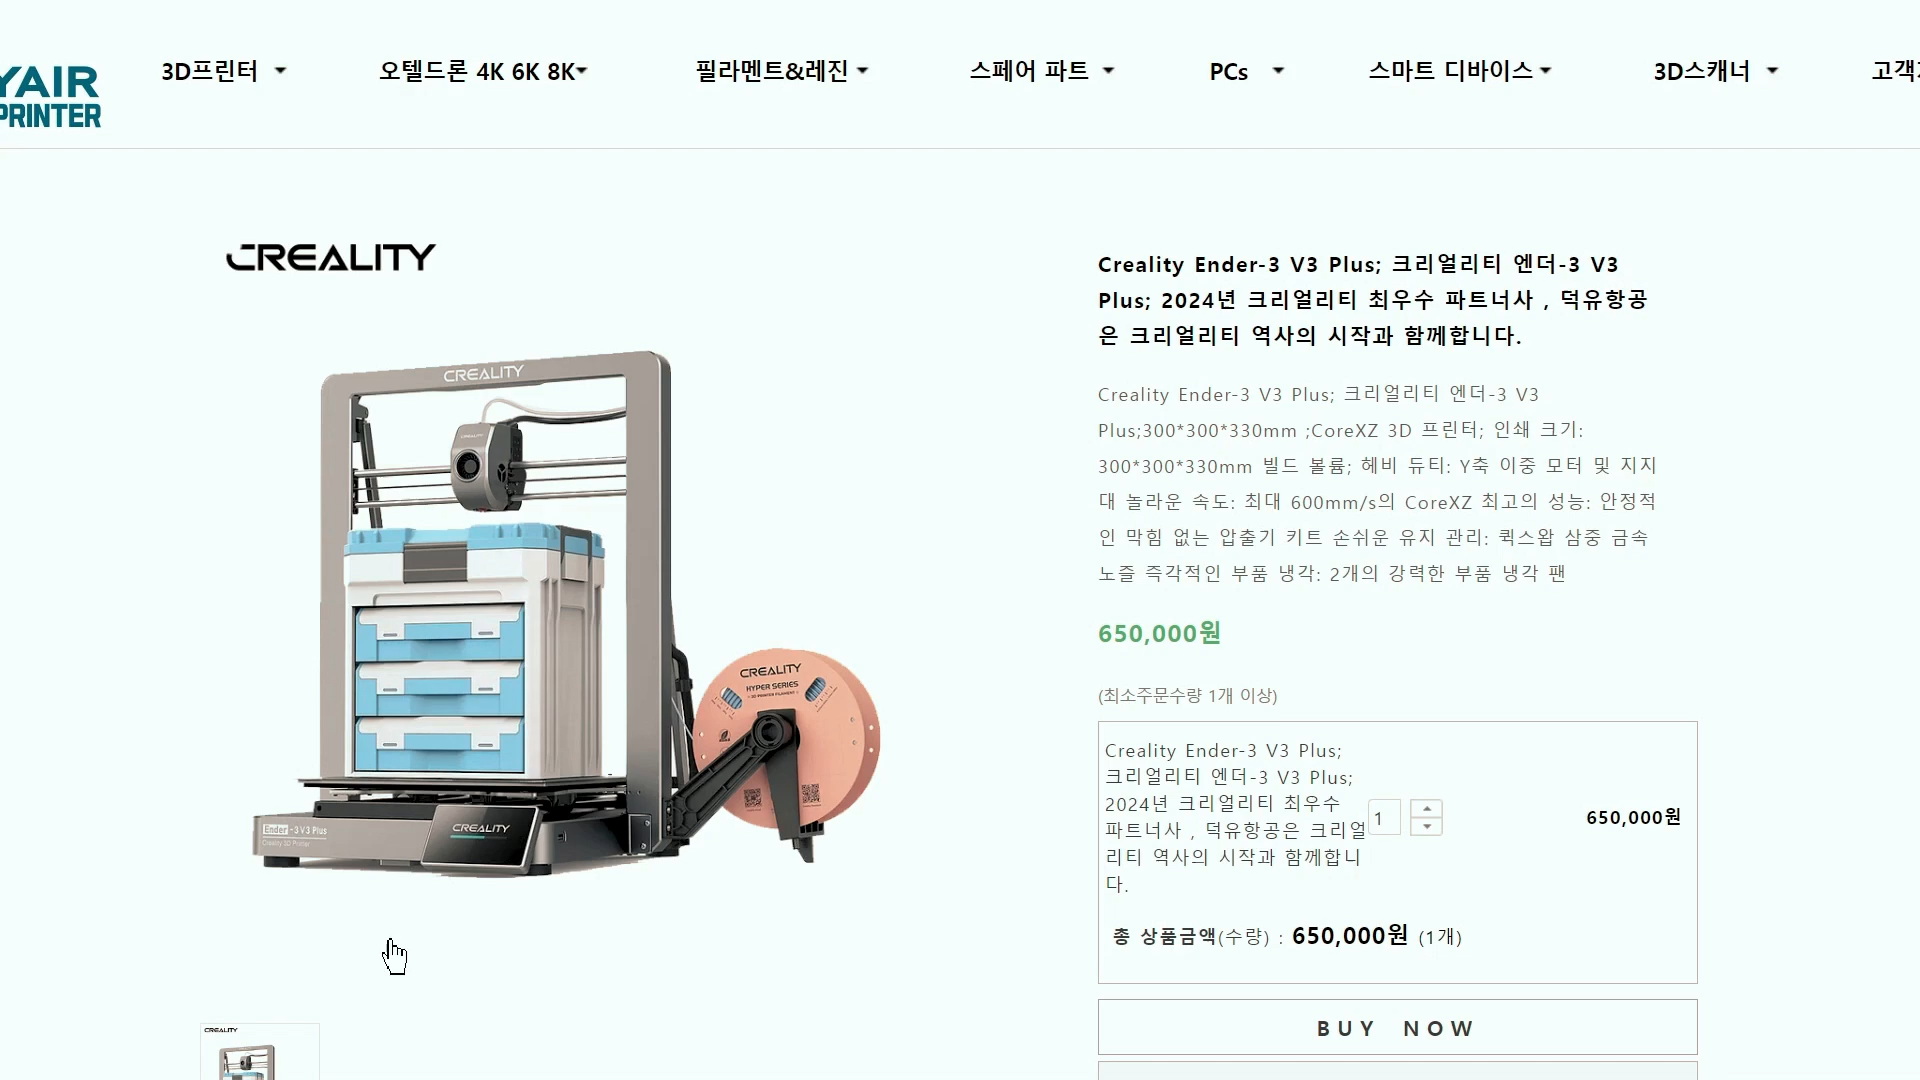 YAIR
PRINTER
3D프린터
오텔드론 4K 6K 8K
필라멘트&레진
스페어 파트
PCs
스마트 디바이스
3D스캐너
CREALITY
CREALITY
CREALITY
CREALITY
HYPER SERIES
3D PRINTER FILAMENT
Ender-3 V3 Plus
Creality 3D Printer
CREALITY
CREALITY
Creality Ender-3 V3 Plus; 크리얼리티 엔더-3 V3
Plus; 2024년 크리얼리티 최우수 파트너사 , 덕유항공
은 크리얼리티 역사의 시작과 함께합니다.
Creality Ender-3 V3 Plus; 크리얼리티 엔더-3 V3
Plus;300*300*330mm ;CoreXZ 3D 프린터; 인쇄 크기:
300*300*330mm 빌드 볼륨; 헤비 듀티: Y축 이중 모터 및 지지
대 놀라운 속도: 최대 600mm/s의 CoreXZ 최고의 성능: 안정적
인 막힘 없는 압출기 키트 손쉬운 유지 관리: 퀵스왑 삼중 금속
노즐 즉각적인 부품 냉각: 2개의 강력한 부품 냉각 팬
650,000원
(최소주문수량 1개 이상)
Creality Ender-3 V3 Plus;
크리얼리티 엔더-3 V3 Plus;
2024년 크리얼리티 최우수
파트너사 , 덕유항공은 크리얼
리티 역사의 시작과 함께합니
다.
1
650,000원
총 상품금액(수량) : 650,000원 (1개)
BUY NOW